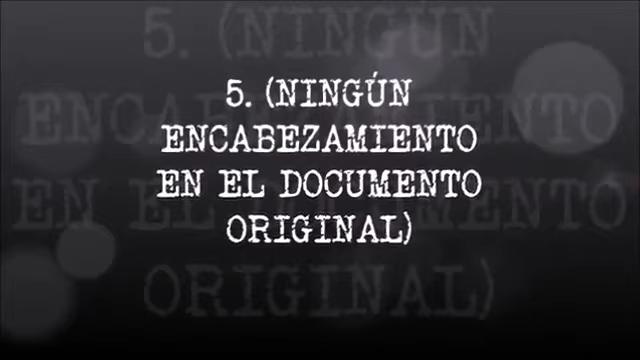 5. (NINGÚN
ENCABEZAMIENTO
EN EL DOCUMENTO
ORIGINAL)